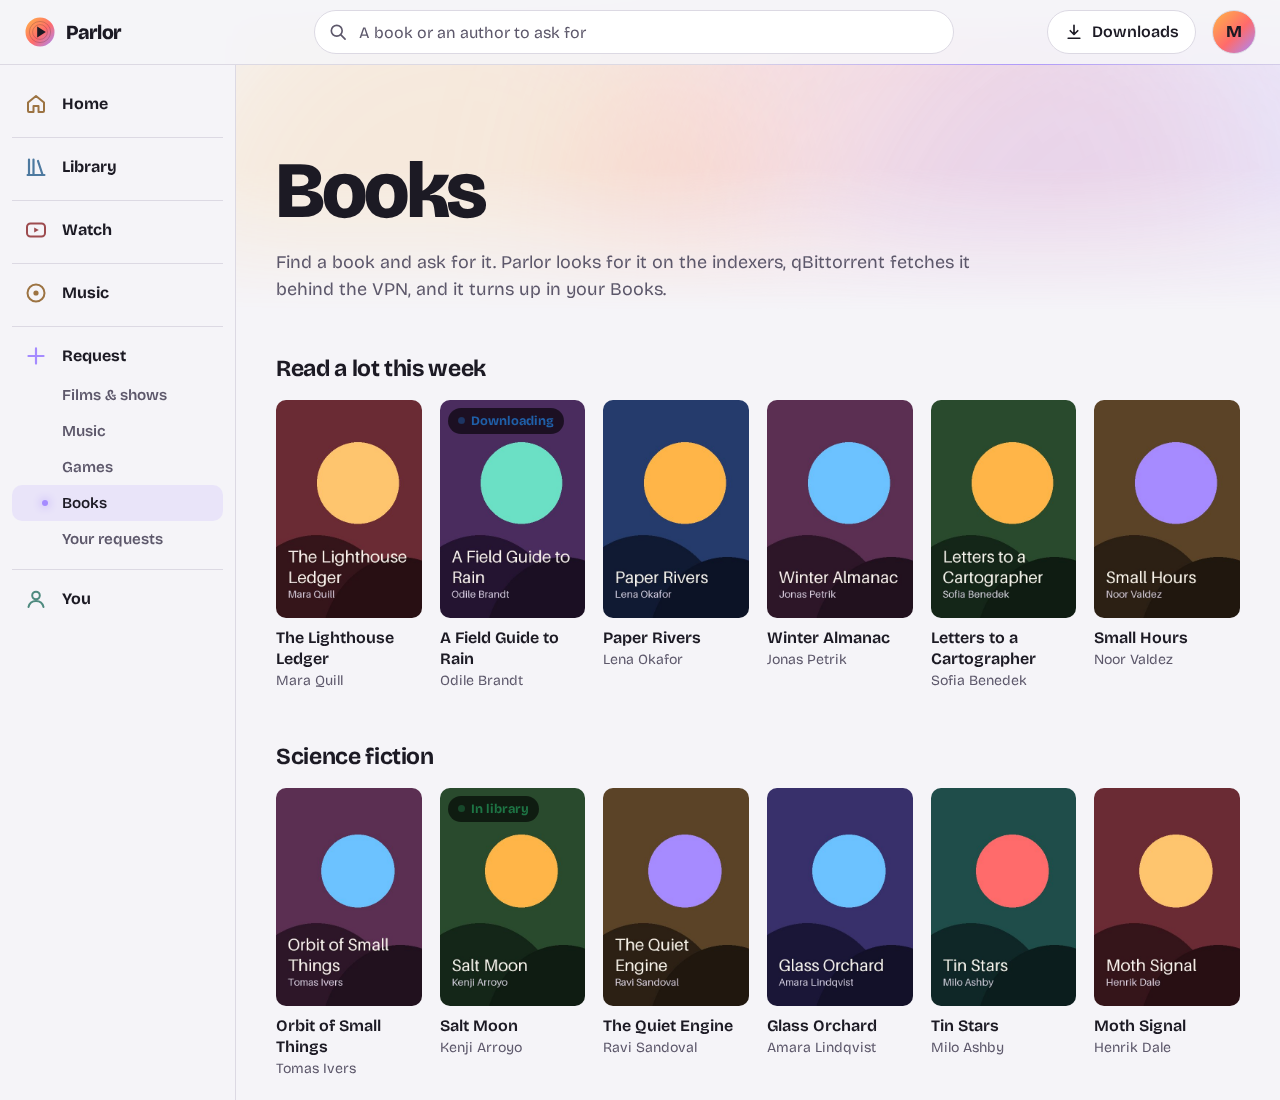 Parlor
A book or an author to ask for
Downloads
M
Home
Library
Watch
Music
Request
Films & shows
Music
Games
Books
Your requests
You
Books
Find a book and ask for it. Parlor looks for it on the indexers, qBittorrent fetches it
behind the VPN, and it turns up in your Books.
Read a lot this week
The Lighthouse
Ledger
Mara Quill
The Lighthouse
Ledger
Mara Quill
Downloading
A Field Guide to
Rain
Odile Brandt
A Field Guide to
Rain
Odile Brandt
Paper Rivers
Lena Okafor
Paper Rivers
Lena Okafor
Winter Almanac
Jonas Petrik
Winter Almanac
Jonas Petrik
Letters to a
Cartographer
Sofia Benedek
Letters to a
Cartographer
Sofia Benedek
Small Hours
Noor Valdez
Small Hours
Noor Valdez
Science fiction
Orbit of Small
Things
Tomas Ivers
Orbit of Small
Things
Tomas Ivers
In library
Salt Moon
Kenji Arroyo
Salt Moon
Kenji Arroyo
The Quiet
Engine
Ravi Sandoval
The Quiet Engine
Ravi Sandoval
Glass Orchard
Amara Lindqvist
Glass Orchard
Amara Lindqvist
Tin Stars
Milo Ashby
Tin Stars
Milo Ashby
Moth Signal
Henrik Dale
Moth Signal
Henrik Dale